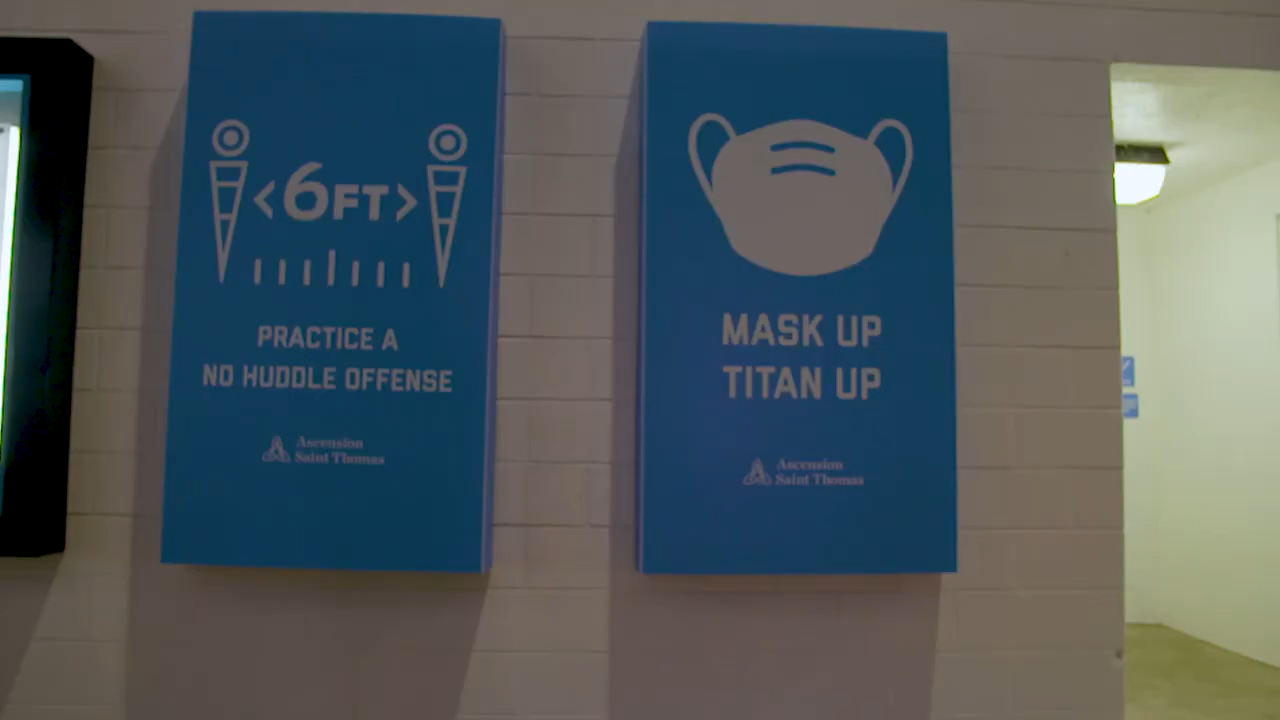 <6FT>
PRACTICE A
NO HUDDLE OFFENSE
Ascension
Saint Thomas
MASK UP
TITAN UP
Ascension
Saint Thomas